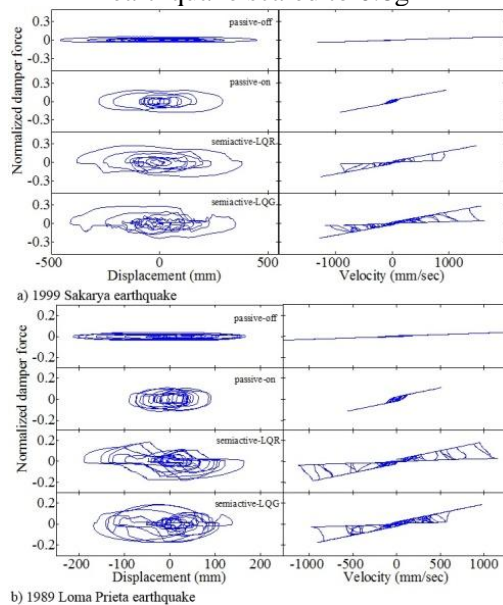 Normalized damper force
0.3
0
-0.3
passive-off
0.3
0
-0.3
passive-on
0.3
0
-0.3
semiactive-LQR
0.3
0
-0.3
semiactive-LQG
-500 0 500
-1000 0 1000
Displacement (mm) Velocity (mm/sec)
a) 1999 Sakarya earthquake
Normalized damper force
0.2
0
-0.2
passive-off
0.2
0
-0.2
passive-on
0.2
0
-0.2
semiactive-LQR
0.2
0
-0.2
semiactive-LQG
-200 -100 0 100 200
-1000 -500 0 500 1000
Displacement (mm) Velocity (mm/sec)
b) 1989 Loma Prieta earthquake